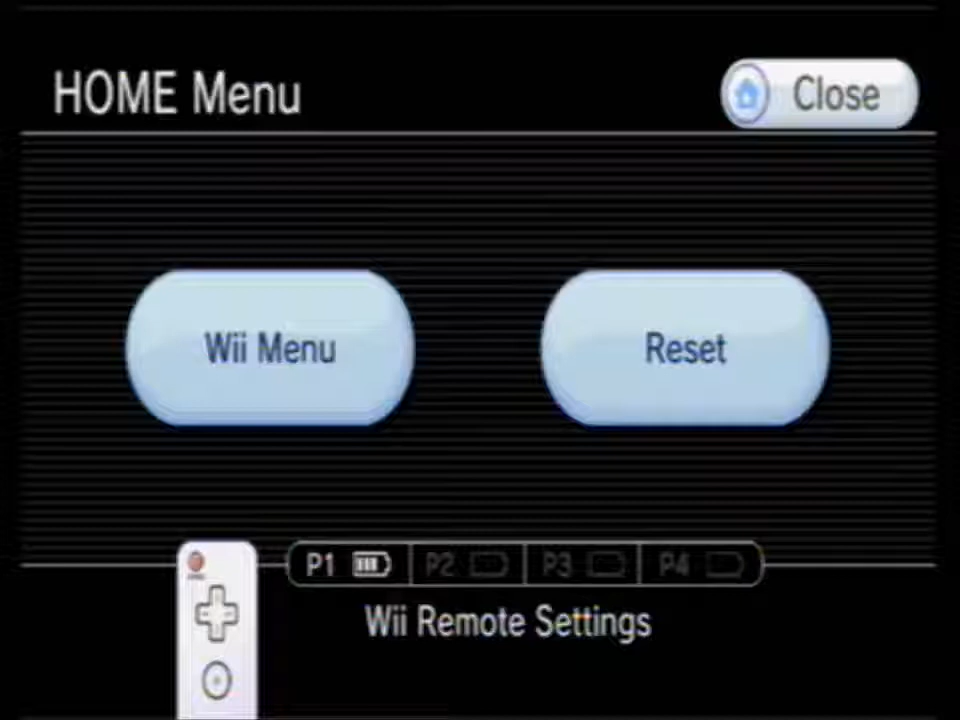 HOME Menu
Close
Wii Menu
Reset
P1
P2
P3
P4
Wii Remote Settings